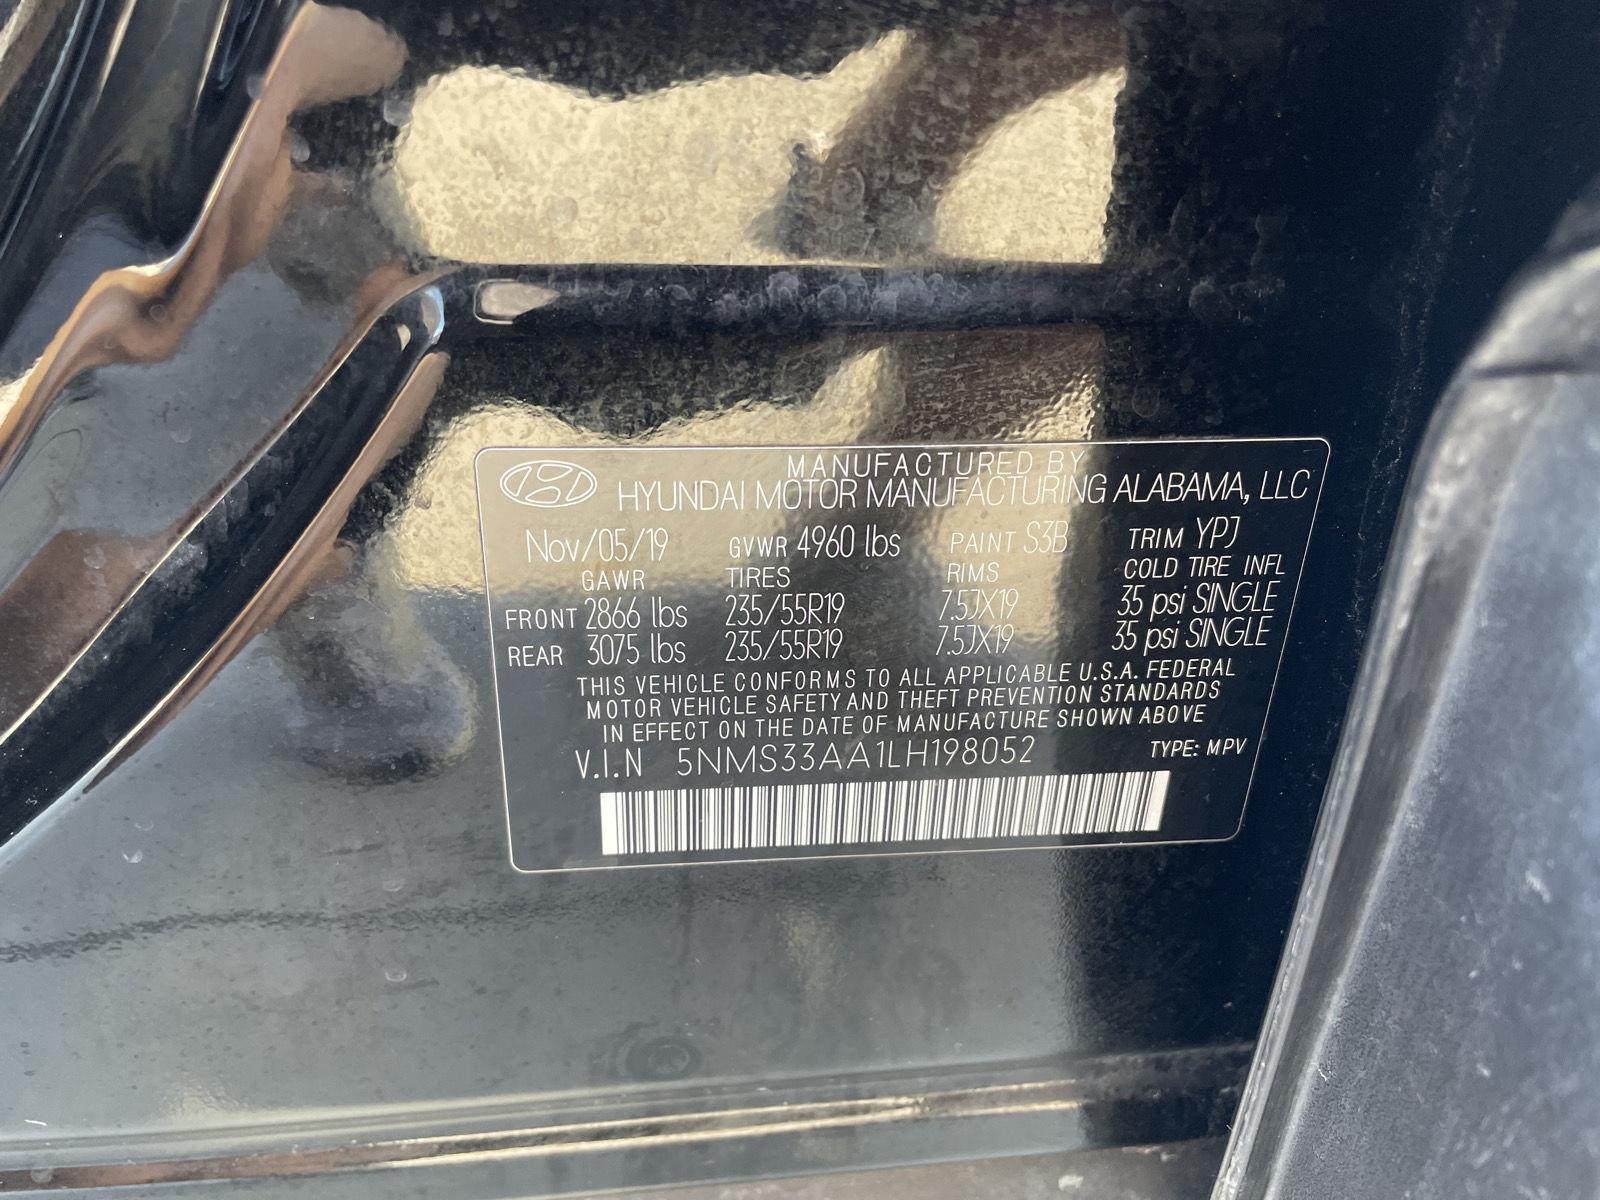 MANUFACTURED BY
HYUNDAI MOTOR MANUFACTURING ALABAMA, LLC
Nov/05/19 GVWR 4960 lbs PAINT S3B TRIM YPJ
GAWR TIRES RIMS COLD TIRE INFL
FRONT 2866 lbs 235/55R19 7.5JX19 35 psi SINGLE
REAR 3075 lbs 235/55R19 7.5JX19 35 psi SINGLE
THIS VEHICLE CONFORMS TO ALL APPLICABLE U.S.A. FEDERAL
MOTOR VEHICLE SAFETY AND THEFT PREVENTION STANDARDS
IN EFFECT ON THE DATE OF MANUFACTURE SHOWN ABOVE
V.I.N 5NMS33AA1LH198052 TYPE: MPV